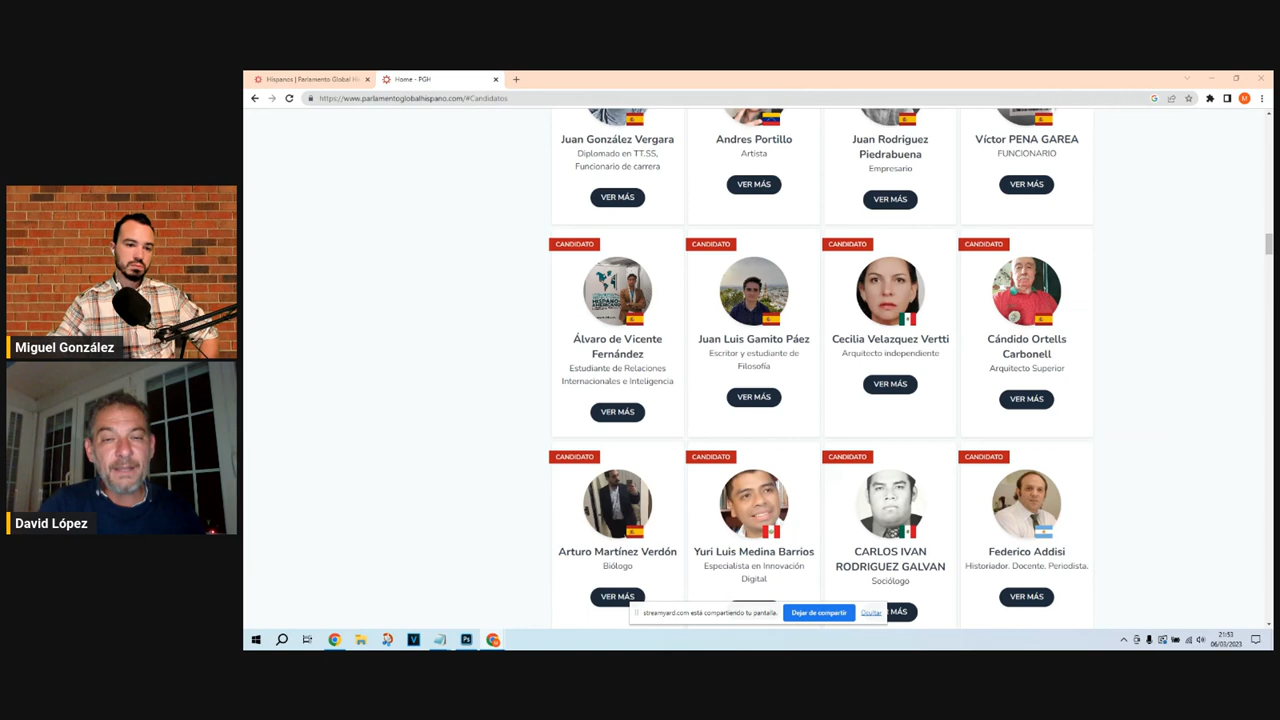 Hispanos | Parlamento Global Hi
Home - PGH
https://www.parlamentoglobalhispano.com/#Candidatos
Juan González Vergara
Diplomado en TT.SS,
Funcionario de carrera
VER MÁS
Andres Portillo
Artista
VER MÁS
Juan Rodriguez
Piedrabuena
Empresario
VER MÁS
Víctor PENA GAREA
FUNCIONARIO
VER MÁS
CANDIDATO
Álvaro de Vicente
Fernández
Estudiante de Relaciones
Internacionales e Inteligencia
VER MÁS
CANDIDATO
Juan Luis Gamito Páez
Escritor y estudiante de
Filosofía
VER MÁS
CANDIDATO
Cecilia Velazquez Vertti
Arquitecto independiente
VER MÁS
CANDIDATO
Cándido Ortells
Carbonell
Arquitecto Superior
VER MÁS
CANDIDATO
Arturo Martínez Verdón
Biólogo
VER MÁS
CANDIDATO
Yuri Luis Medina Barrios
Especialista en Innovación
Digital
CANDIDATO
CARLOS IVAN
RODRIGUEZ GALVAN
Sociólogo
MÁS
CANDIDATO
Federico Addisi
Historiador. Docente. Periodista.
VER MÁS
streamyard.com está compartiendo tu pantalla.
Dejar de compartir
Ocultar
21:53
06/03/2023
Miguel González
David López